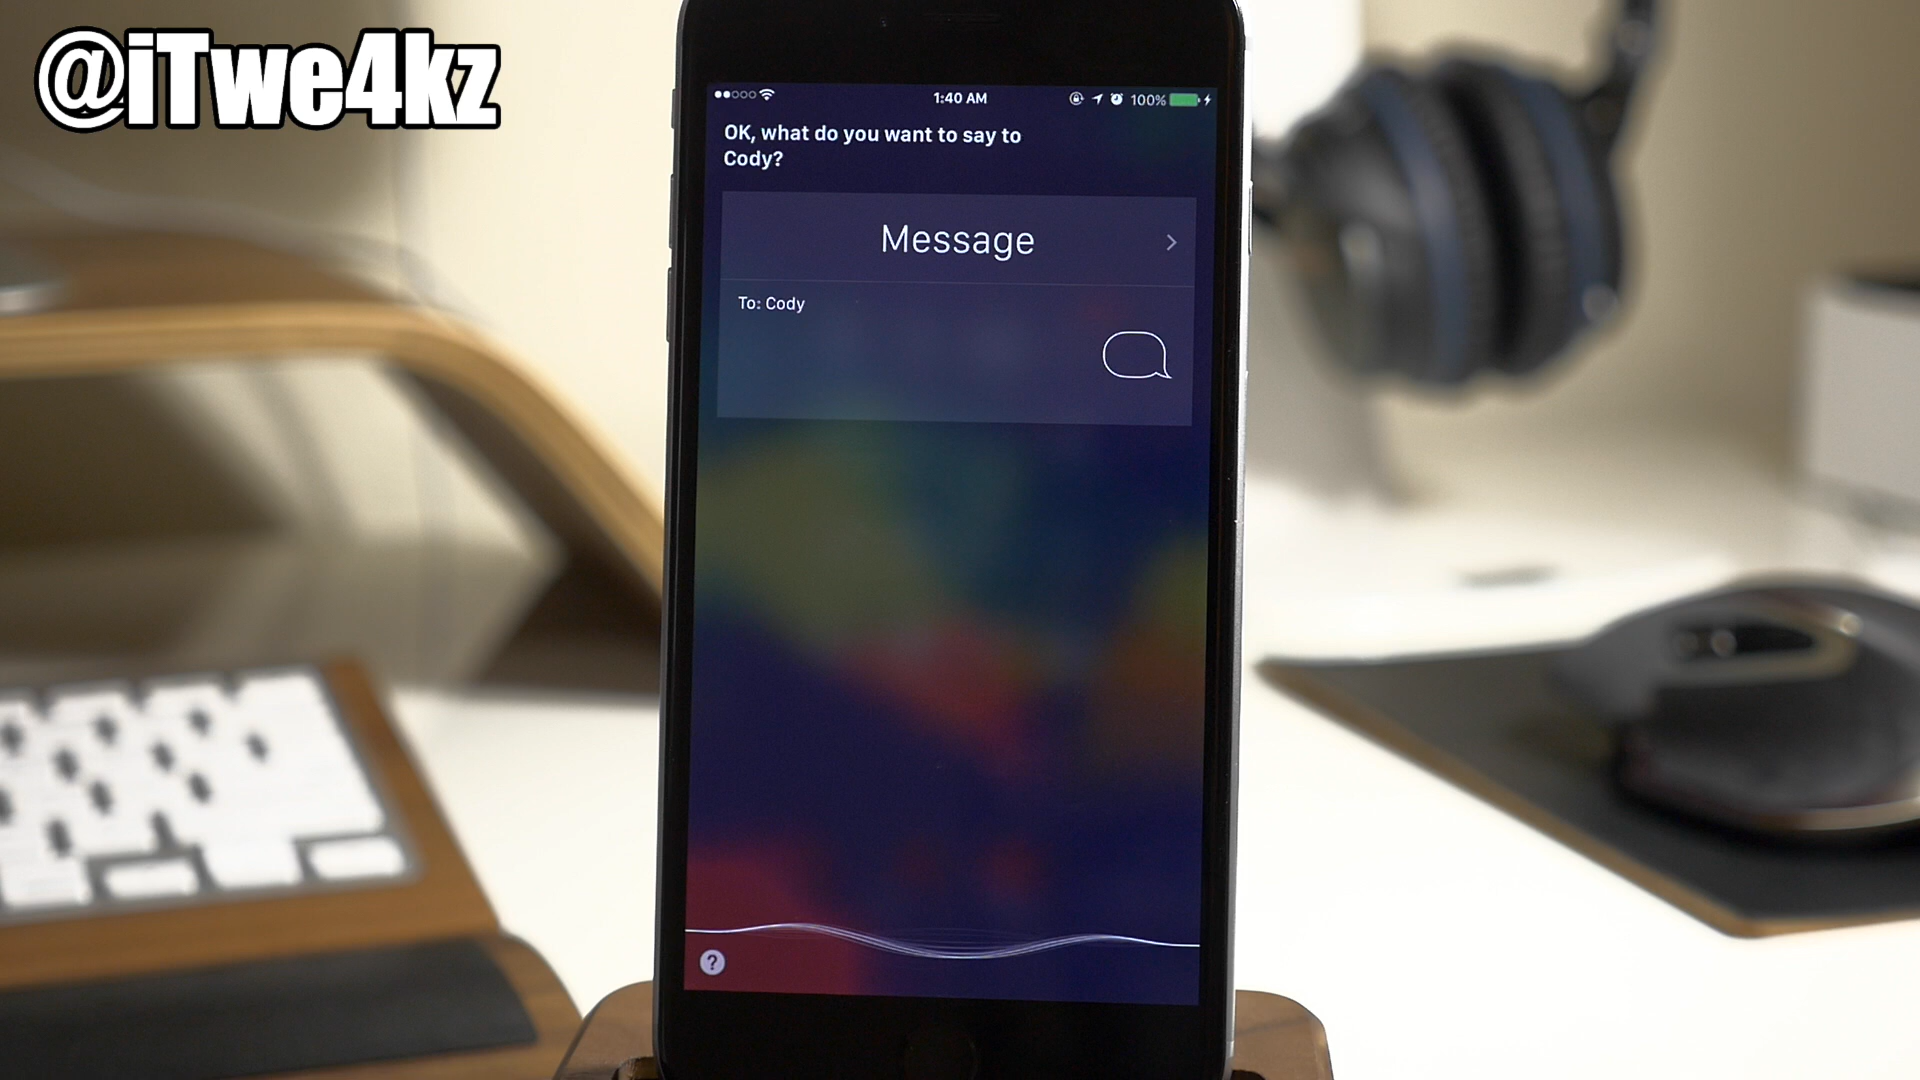 @iTwe4kz
1:40 AM
100%
OK, what do you want to say to
Cody?
Message
To: Cody
?